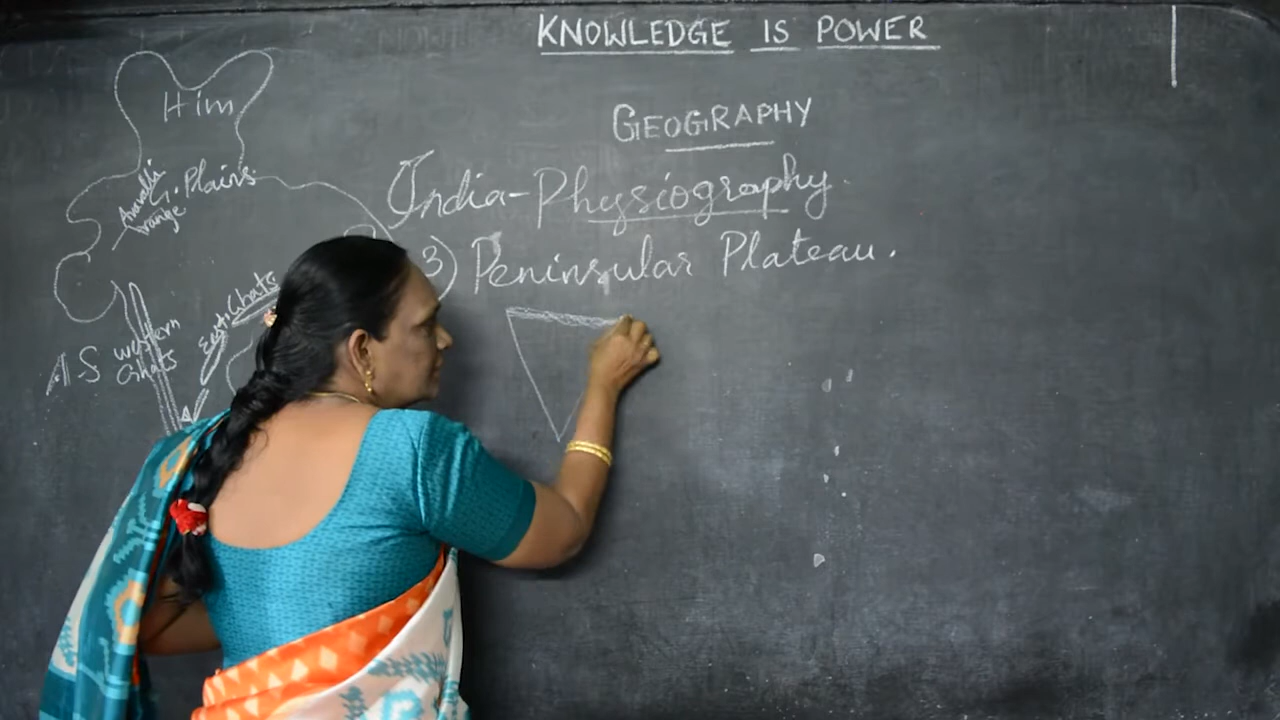 KNOWLEDGE IS POWER
GEOGRAPHY
India-Physiography.
3) Peninsular Plateau.
Him
G. Plains
Aravalli
range
East. Ghats
Western
Ghats
A.S